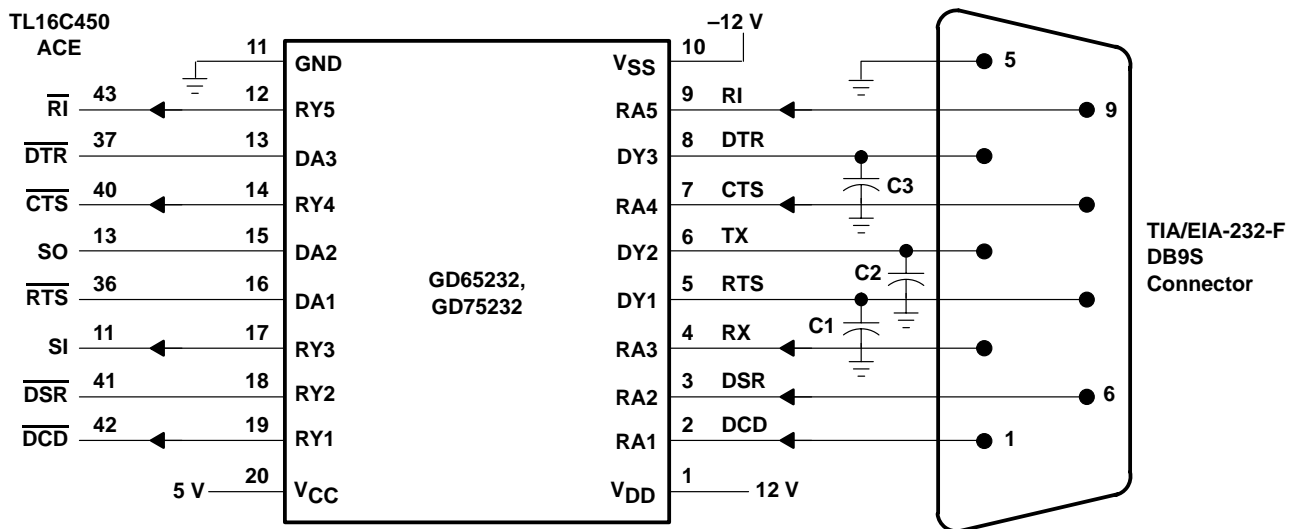 TL16C450
ACE
–12 V
11 GND VSS 10
5
RI 43 12 RY5 RA5 9 RI
9
DTR 37 13 DA3 DY3 8 DTR
CTS 40 14 RY4 RA4 7 CTS
C3
SO 13 15 DA2 DY2 6 TX
C2
RTS 36 16 DA1 DY1 5 RTS
C1
SI 11 17 RY3 RA3 4 RX
DSR 41 18 RY2 RA2 3 DSR
6
DCD 42 19 RY1 RA1 2 DCD
1
5 V 20 VCC VDD 1 12 V
GD65232,
GD75232
TIA/EIA-232-F
DB9S
Connector